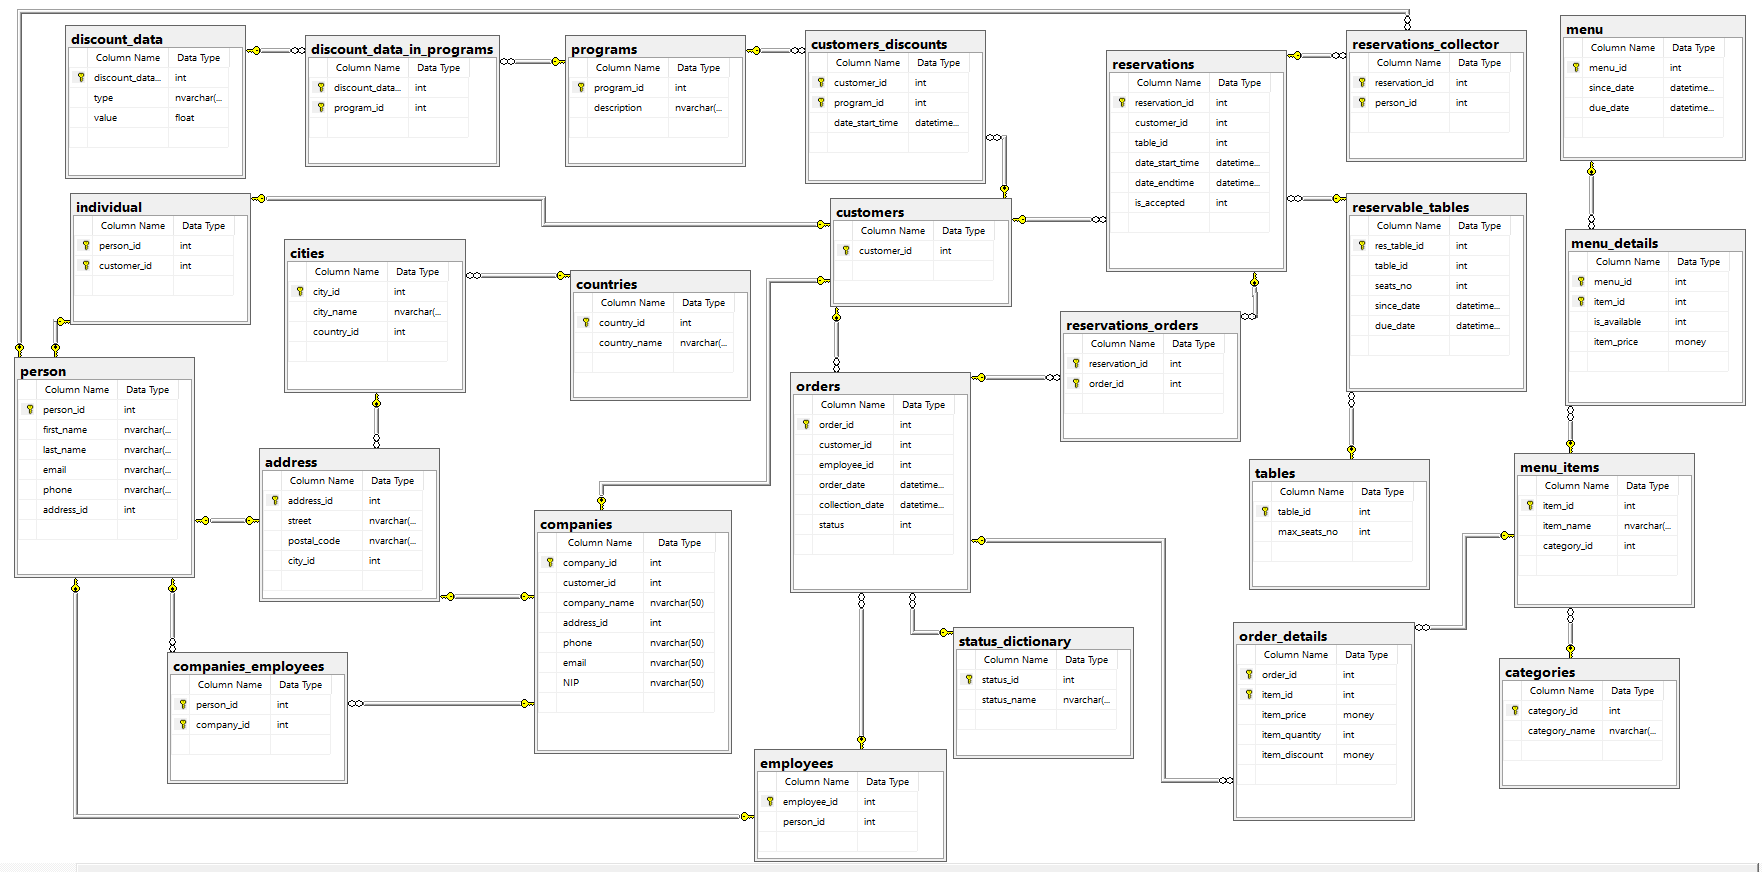 discount_data
Column Name Data Type
discount_data... int
type nvarchar(...
value float
discount_data_in_programs
Column Name Data Type
discount_data... int
program_id int
programs
Column Name Data Type
program_id int
description nvarchar(...
customers_discounts
Column Name Data Type
customer_id int
program_id int
date_start_time datetime...
reservations
Column Name Data Type
reservation_id int
customer_id int
table_id int
date_start_time datetime...
date_endtime datetime...
is_accepted int
reservations_collector
Column Name Data Type
reservation_id int
person_id int
menu
Column Name Data Type
menu_id int
since_date datetime...
due_date datetime...
individual
Column Name Data Type
person_id int
customer_id int
cities
Column Name Data Type
city_id int
city_name nvarchar(...
country_id int
countries
Column Name Data Type
country_id int
country_name nvarchar(...
customers
Column Name Data Type
customer_id int
reservable_tables
Column Name Data Type
res_table_id int
table_id int
seats_no int
since_date datetime...
due_date datetime...
menu_details
Column Name Data Type
menu_id int
item_id int
is_available int
item_price money
reservations_orders
Column Name Data Type
reservation_id int
order_id int
person
Column Name Data Type
person_id int
first_name nvarchar(...
last_name nvarchar(...
email nvarchar(...
phone nvarchar(...
address_id int
address
Column Name Data Type
address_id int
street nvarchar(...
postal_code nvarchar(...
city_id int
orders
Column Name Data Type
order_id int
customer_id int
employee_id int
order_date datetime...
collection_date datetime...
status int
tables
Column Name Data Type
table_id int
max_seats_no int
menu_items
Column Name Data Type
item_id int
item_name nvarchar(...
category_id int
companies
Column Name Data Type
company_id int
customer_id int
company_name nvarchar(50)
address_id int
phone nvarchar(50)
email nvarchar(50)
NIP nvarchar(50)
companies_employees
Column Name Data Type
person_id int
company_id int
status_dictionary
Column Name Data Type
status_id int
status_name nvarchar(...
order_details
Column Name Data Type
order_id int
item_id int
item_price money
item_quantity int
item_discount money
categories
Column Name Data Type
category_id int
category_name nvarchar(...
employees
Column Name Data Type
employee_id int
person_id int